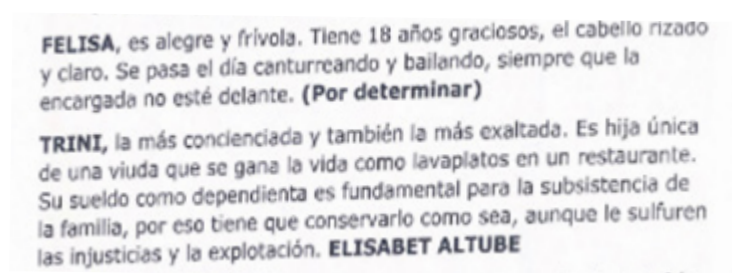 FELISA, es alegre y frívola. Tiene 18 años graciosos, el cabello rizado
y claro. Se pasa el día canturreando y bailando, siempre que la
encargada no esté delante. (Por determinar)
TRINI, la más concienciada y también la más exaltada. Es hija única
de una viuda que se gana la vida como lavaplatos en un restaurante.
Su sueldo como dependienta es fundamental para la subsistencia de
la familia, por eso tiene que conservarlo como sea, aunque le sulfuren
las injusticias y la explotación. ELISABET ALTUBE